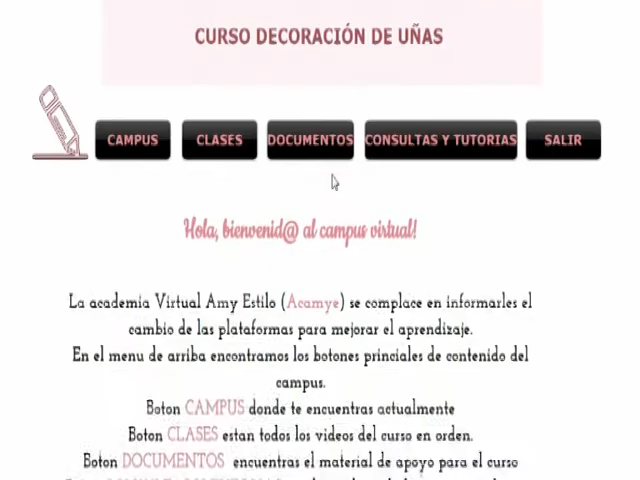 CURSO DECORACIÓN DE UÑAS
CAMPUS CLASES DOCUMENTOS CONSULTAS Y TUTORIAS SALIR
Hola, bienvenid@ al campus virtual!
La academia Virtual Amy Estilo (Acamye) se complace en informarles el
cambio de las plataformas para mejorar el aprendizaje.
En el menu de arriba encontramos los botones princiales de contenido del
campus.
Boton CAMPUS donde te encuentras actualmente
Boton CLASES estan todos los videos del curso en orden.
Boton DOCUMENTOS encuentras el material de apoyo para el curso